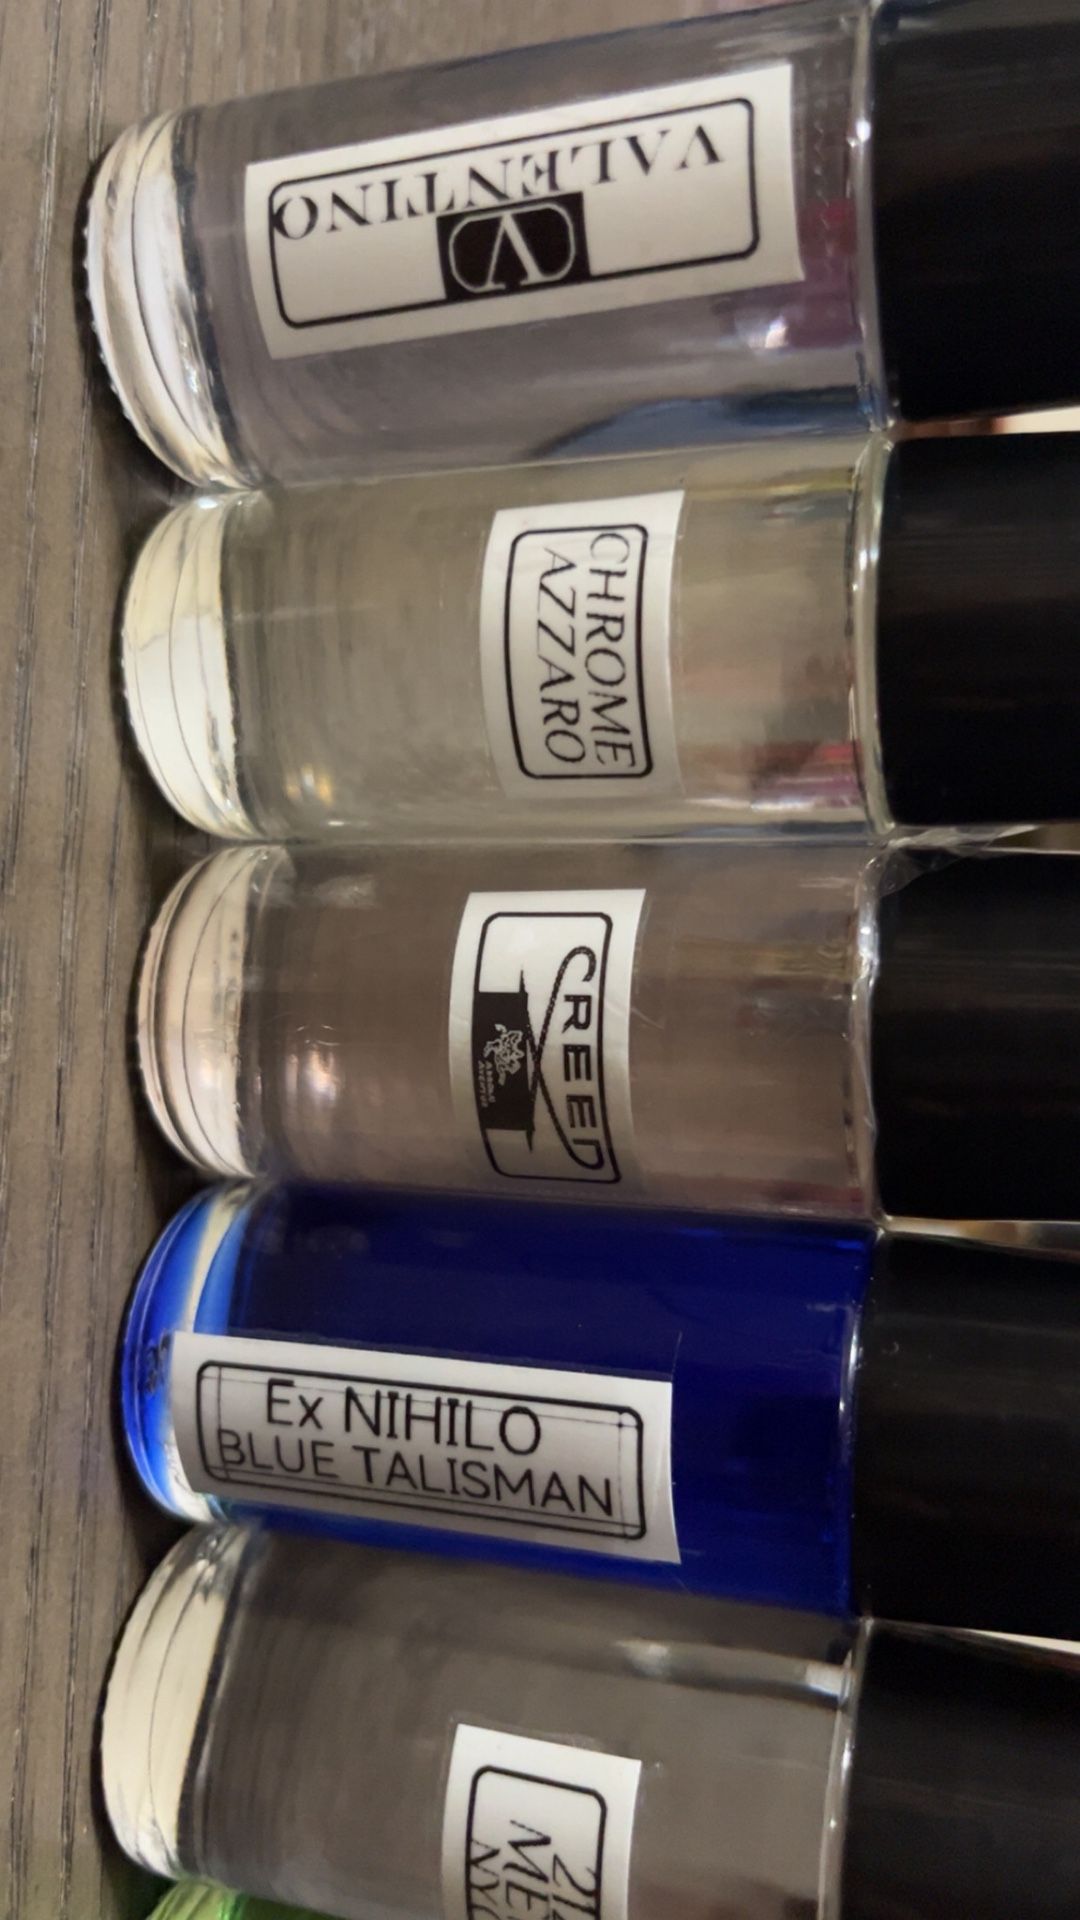 VALENTINO
V
CHROME
AZZARO
CREED
Ex NIHILO
BLUE TALISMAN